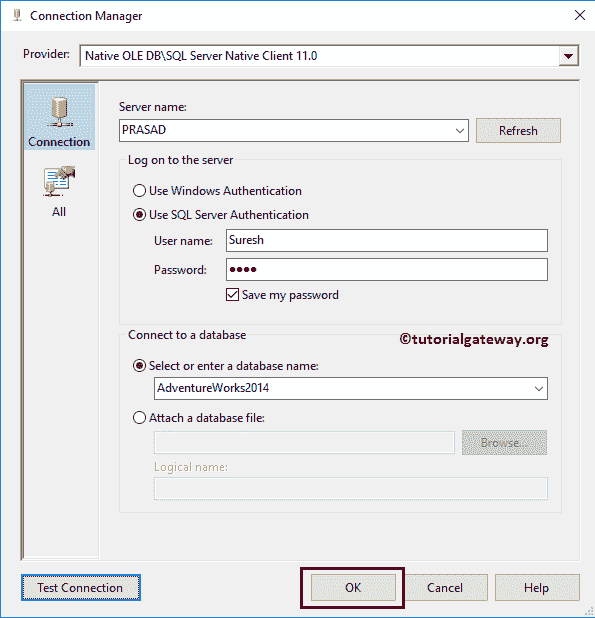 Connection Manager
Provider: Native OLE DB\SQL Server Native Client 11.0
Connection
All
Server name:
PRASAD Refresh
Log on to the server
Use Windows Authentication
Use SQL Server Authentication
User name: Suresh
Password: ●●●●
Save my password
Connect to a database
©tutorialgateway.org
Select or enter a database name:
AdventureWorks2014
Attach a database file:
Browse...
Logical name:
Test Connection OK Cancel Help